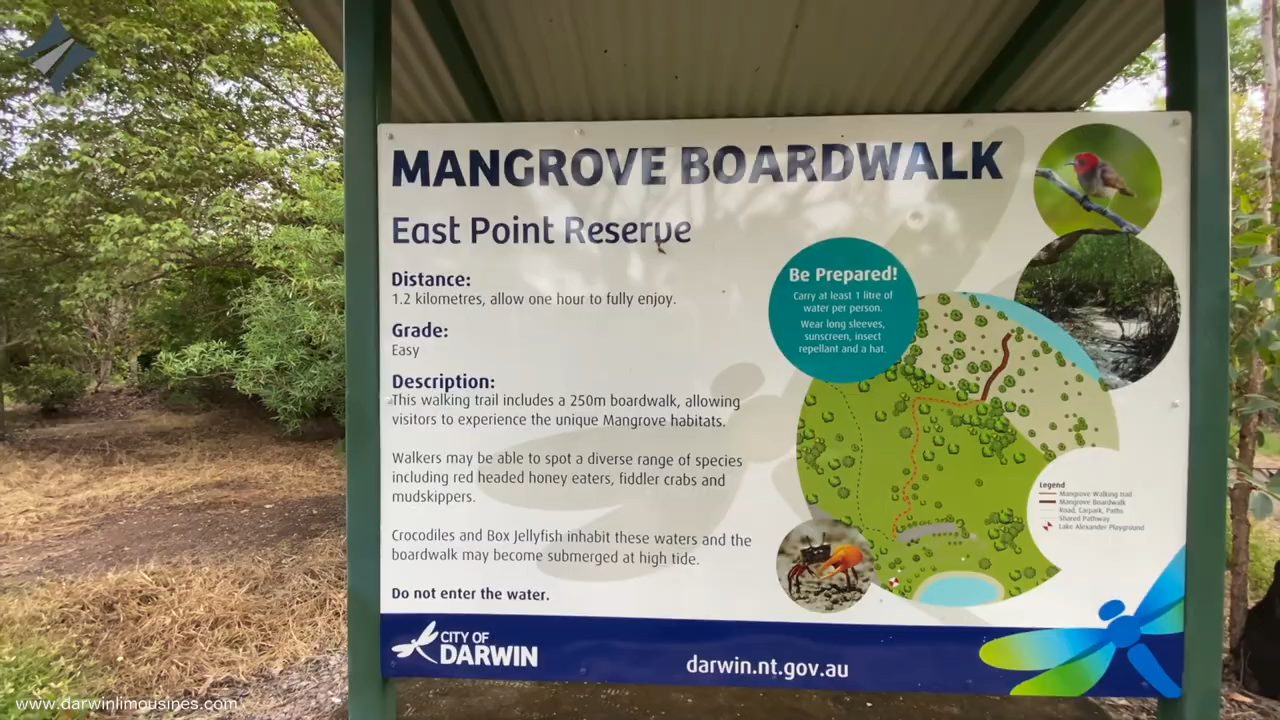 MANGROVE BOARDWALK
East Point Reserve
Distance:
1.2 kilometres, allow one hour to fully enjoy.
Grade:
Easy
Description:
This walking trail includes a 250m boardwalk, allowing
visitors to experience the unique Mangrove habitats.
Walkers may be able to spot a diverse range of species
including red headed honey eaters, fiddler crabs and
mudskippers.
Crocodiles and Box Jellyfish inhabit these waters and the
boardwalk may become submerged at high tide.
Do not enter the water.
Be Prepared!
Carry at least 1 litre of
water per person.
Wear long sleeves,
sunscreen, insect
repellant and a hat.
Legend
Mangrove Walking trail
Mangrove Boardwalk
Road, Carpark, Paths
Shared Pathway
Lake Alexander Playground
CITY OF
DARWIN
darwin.nt.gov.au
www.darwinlimousines.com